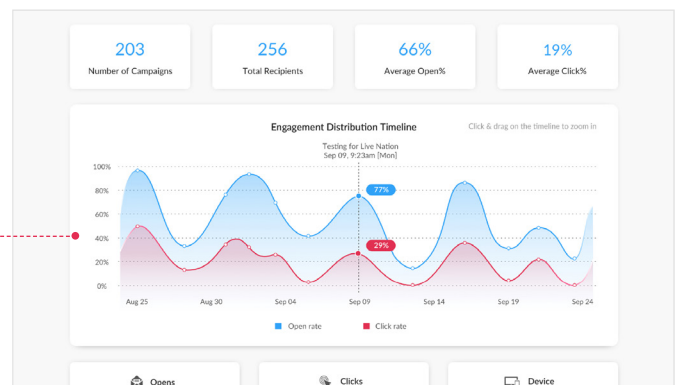 203
Number of Campaigns
256
Total Recipients
66%
Average Open%
19%
Average Click%
Engagement Distribution Timeline
Click & drag on the timeline to zoom in
Testing for Live Nation
Sep 09, 9:23am [Mon]
100%
80%
77%
60%
40%
29%
20%
0%
Aug 25
Aug 30
Sep 04
Sep 09
Sep 14
Sep 19
Sep 24
Open rate
Click rate
Opens
Clicks
Device